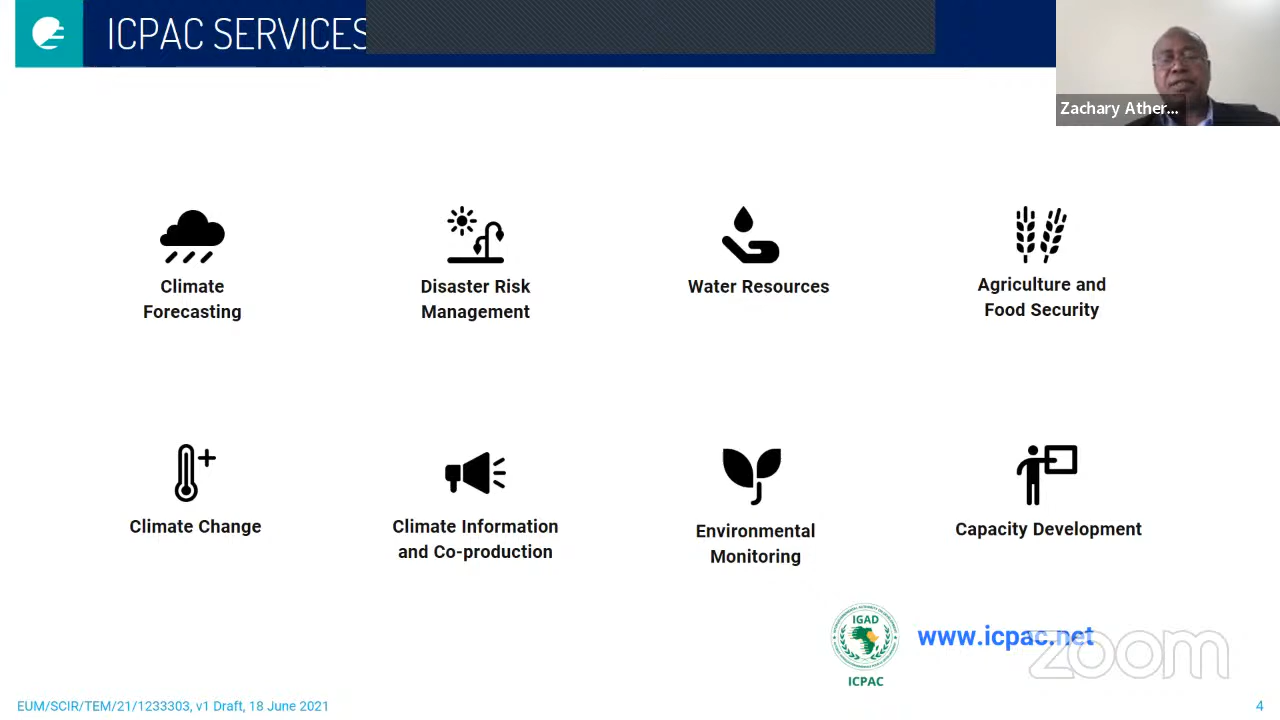 ICPAC SERVICES
Zachary Ather...
Climate
Forecasting
Disaster Risk
Management
Water Resources
Agriculture and
Food Security
Climate Change
Climate Information
and Co-production
Environmental
Monitoring
Capacity Development
IGAD
ICPAC
www.icpac.net
zoom
EUM/SCIR/TEM/21/1233303, v1 Draft, 18 June 2021
4